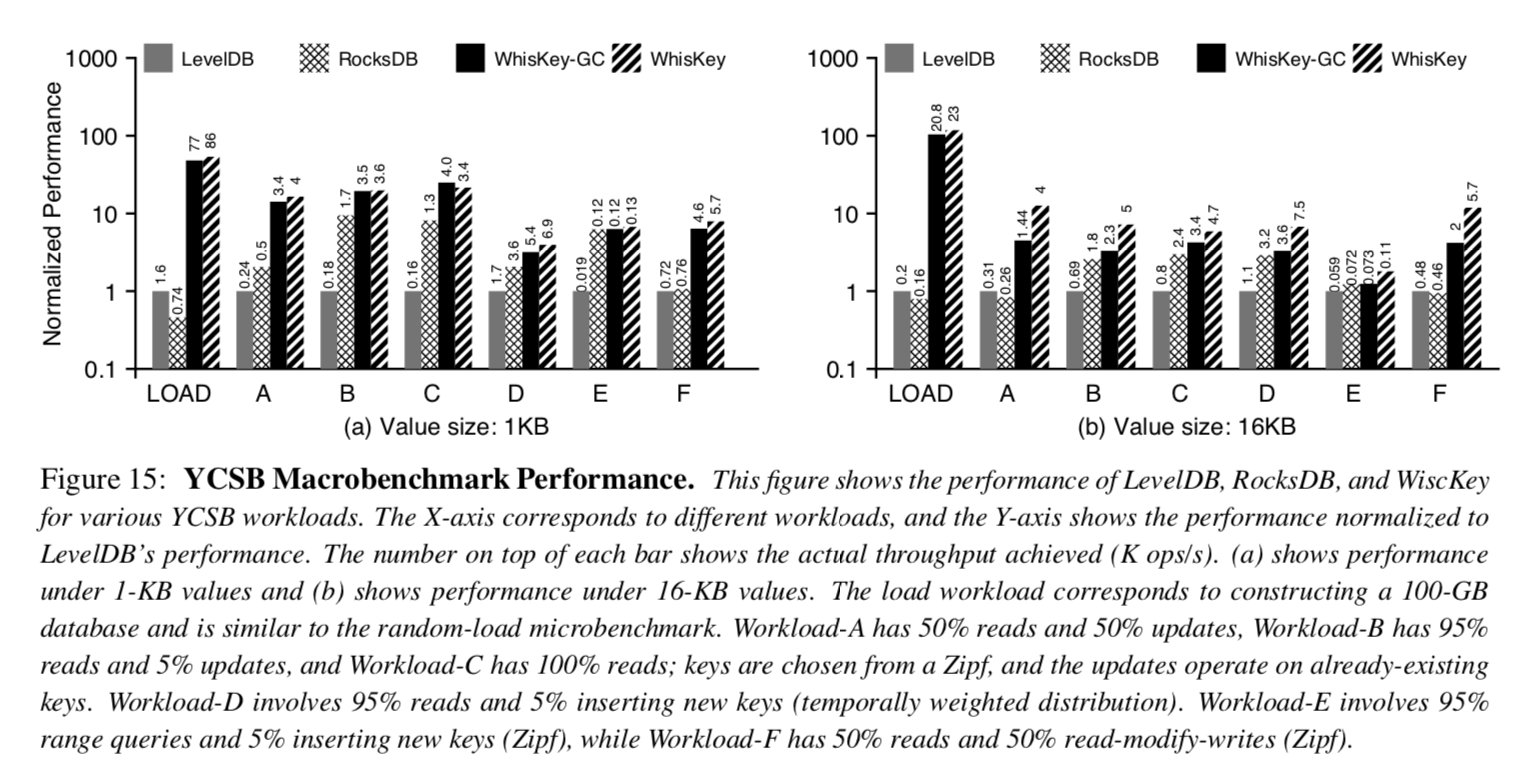 LevelDB RocksDB WhisKey-GC WhisKey
Normalized Performance
1000
100
10
1
0.1
1.6 0.74 77 86
0.24 0.5 3.4 4
0.18 1.7 3.5 3.6
0.16 1.3 4.0 3.4
1.7 3.6 5.4 6.9
0.019 0.12 0.12 0.13
0.72 0.76 4.6 5.7
LOAD A B C D E F
(a) Value size: 1KB
LevelDB RocksDB WhisKey-GC WhisKey
1000
100
10
1
0.1
0.2 0.16 20.8 23
0.31 0.26 1.44 4
0.69 1.8 2.3 5
0.8 2.4 3.4 4.7
1.1 3.2 3.6 7.5
0.059 0.072 0.073 0.11
0.48 0.46 2 5.7
LOAD A B C D E F
(b) Value size: 16KB
Figure 15: YCSB Macrobenchmark Performance. This figure shows the performance of LevelDB, RocksDB, and WiscKey
for various YCSB workloads. The X-axis corresponds to different workloads, and the Y-axis shows the performance normalized to
LevelDB's performance. The number on top of each bar shows the actual throughput achieved (K ops/s). (a) shows performance
under 1-KB values and (b) shows performance under 16-KB values. The load workload corresponds to constructing a 100-GB
database and is similar to the random-load microbenchmark. Workload-A has 50% reads and 50% updates, Workload-B has 95%
reads and 5% updates, and Workload-C has 100% reads; keys are chosen from a Zipf, and the updates operate on already-existing
keys. Workload-D involves 95% reads and 5% inserting new keys (temporally weighted distribution). Workload-E involves 95%
range queries and 5% inserting new keys (Zipf), while Workload-F has 50% reads and 50% read-modify-writes (Zipf).